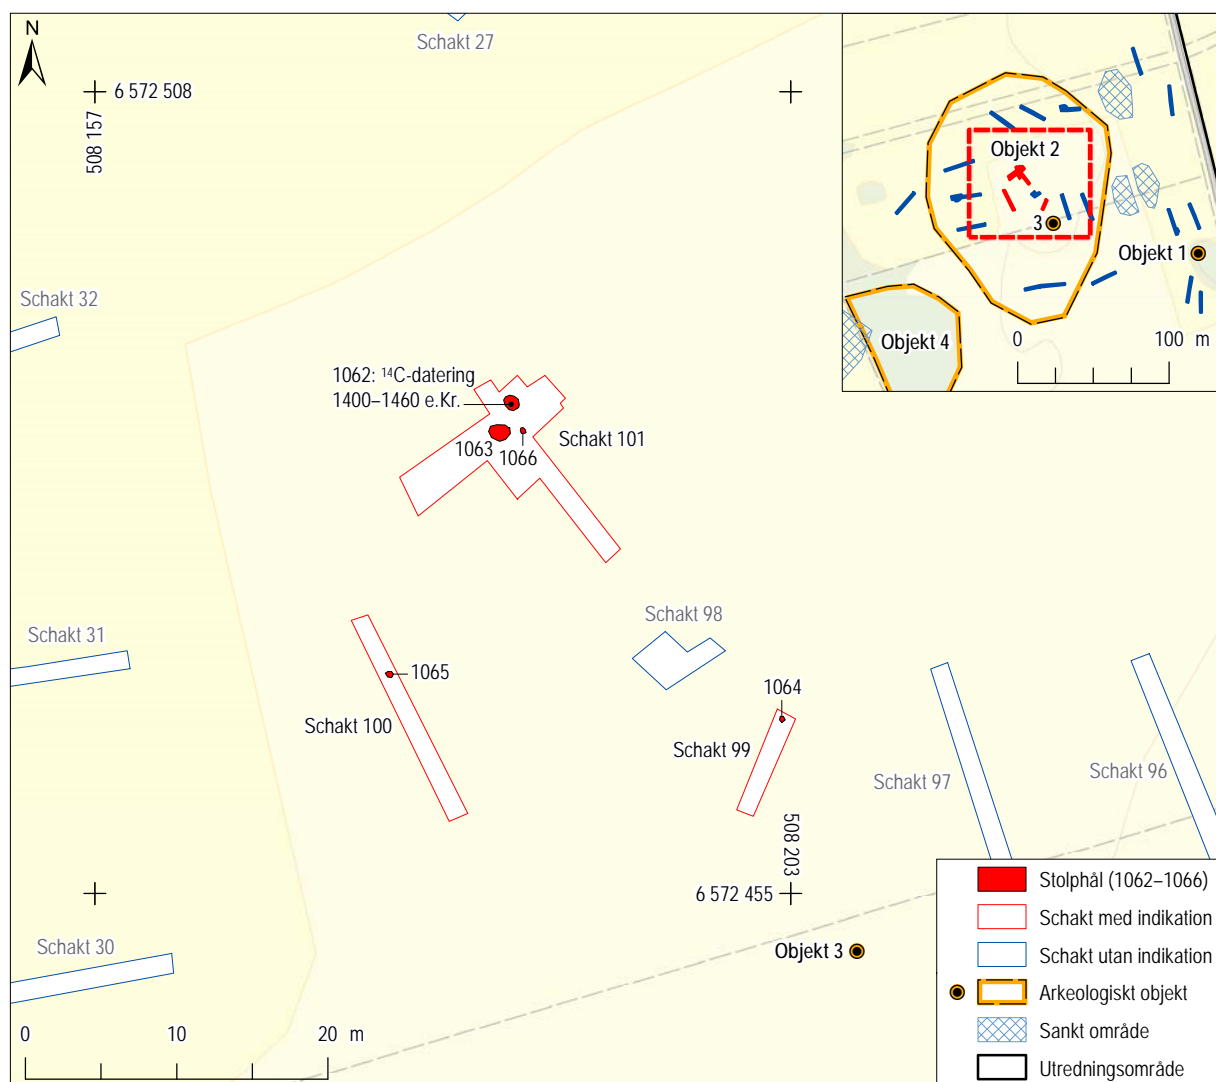 N
Schakt 27
6 572 508
508 157
Objekt 2
3
Objekt 1
Objekt 4
0 100 m
Schakt 32
1062: ¹⁴C-datering
1400–1460 e.Kr.
1063
1066
Schakt 101
Schakt 31
Schakt 98
1065
1064
Schakt 100
Schakt 99
Schakt 97
Schakt 96
508 203
6 572 455
Schakt 30
Objekt 3
0 10 20 m
Stolphål (1062–1066)
Schakt med indikation
Schakt utan indikation
Arkeologiskt objekt
Sankt område
Utredningsområde